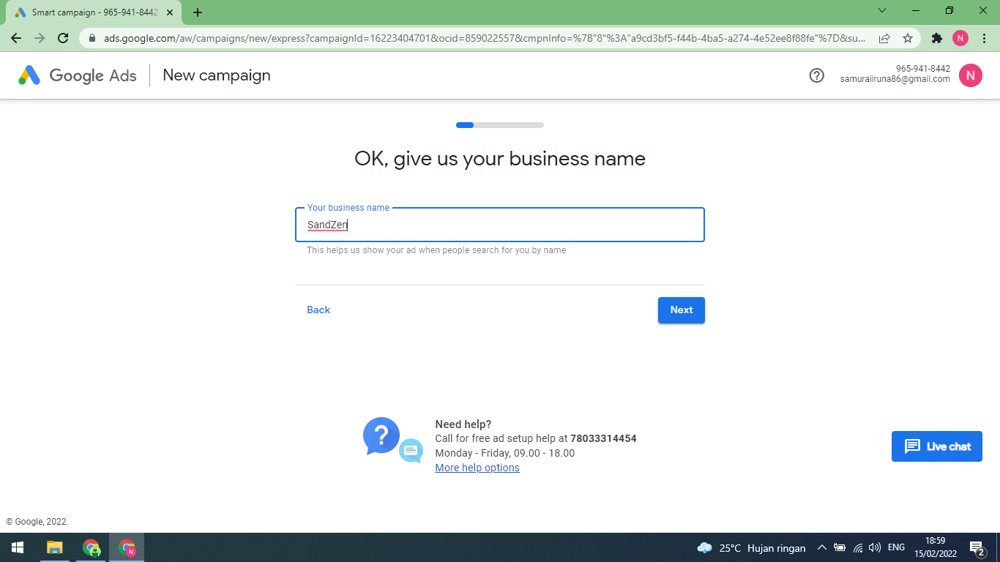 Smart campaign - 965-941-8442
ads.google.com/aw/campaigns/new/express?campaignId=16223404701&ocid=859022557&cmpnInfo=%7B"8"%3A"a9cd3bf5-f44b-4ba5-a274-4e52ee8f88fe"%7D&su...
N
Google Ads
New campaign
965-941-8442
samuraiiruna86@gmail.com
N
OK, give us your business name
Your business name
SandZen
This helps us show your ad when people search for you by name
Back
Next
Need help?
Call for free ad setup help at 78033314454
Monday - Friday, 09.00 - 18.00
More help options
Live chat
© Google, 2022.
N
25°C Hujan ringan
ENG
18:59
15/02/2022
2